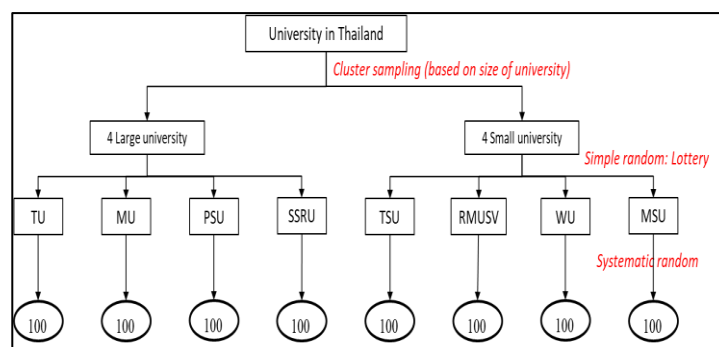 University in Thailand
Cluster sampling (based on size of university)
4 Large university
4 Small university
Simple random: Lottery
TU
MU
PSU
SSRU
TSU
RMUSV
WU
MSU
Systematic random
100
100
100
100
100
100
100
100